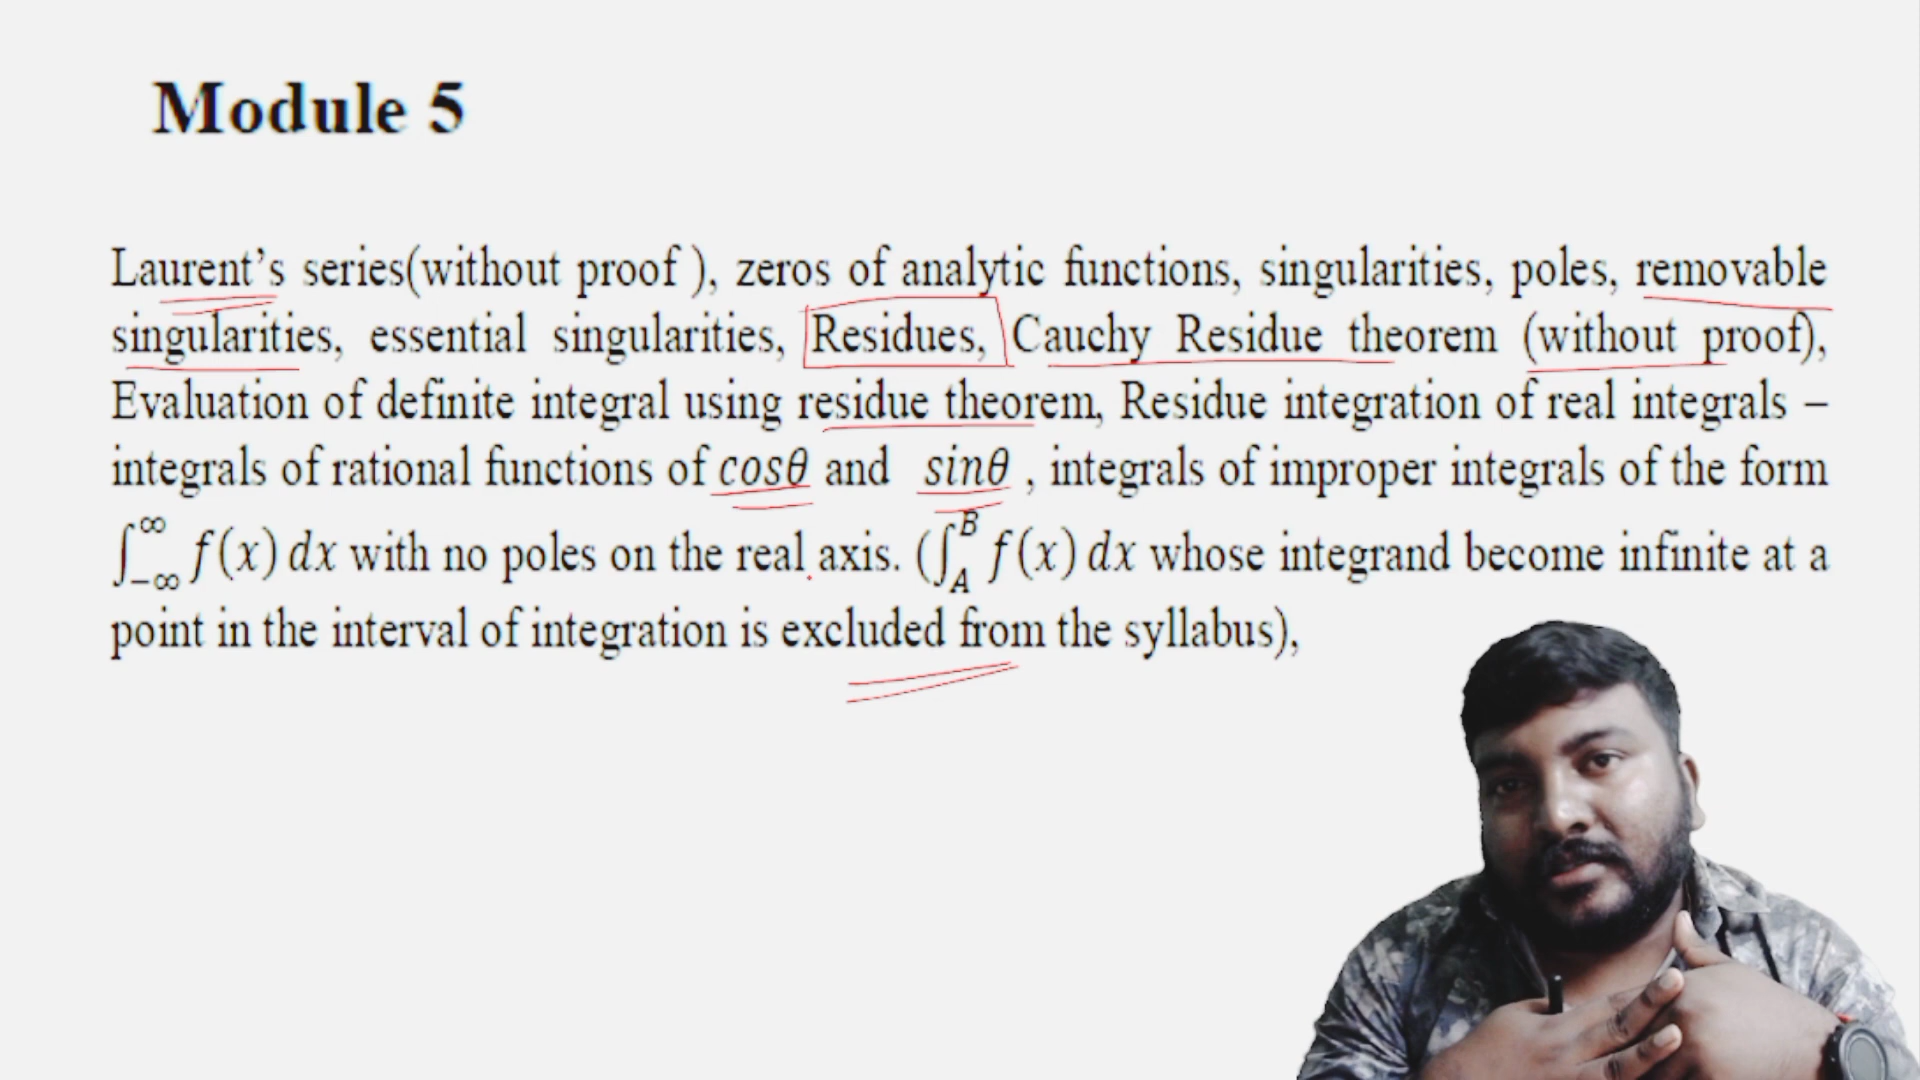 Module 5
Laurent’s series(without proof ), zeros of analytic functions, singularities, poles, removable
singularities, essential singularities, Residues, Cauchy Residue theorem (without proof),
Evaluation of definite integral using residue theorem, Residue integration of real integrals –
integrals of rational functions of cosθ and sinθ , integrals of improper integrals of the form
∫_{−∞}^{∞} f(x) dx with no poles on the real axis. (∫_A^B f(x) dx whose integrand become infinite at a
point in the interval of integration is excluded from the syllabus),